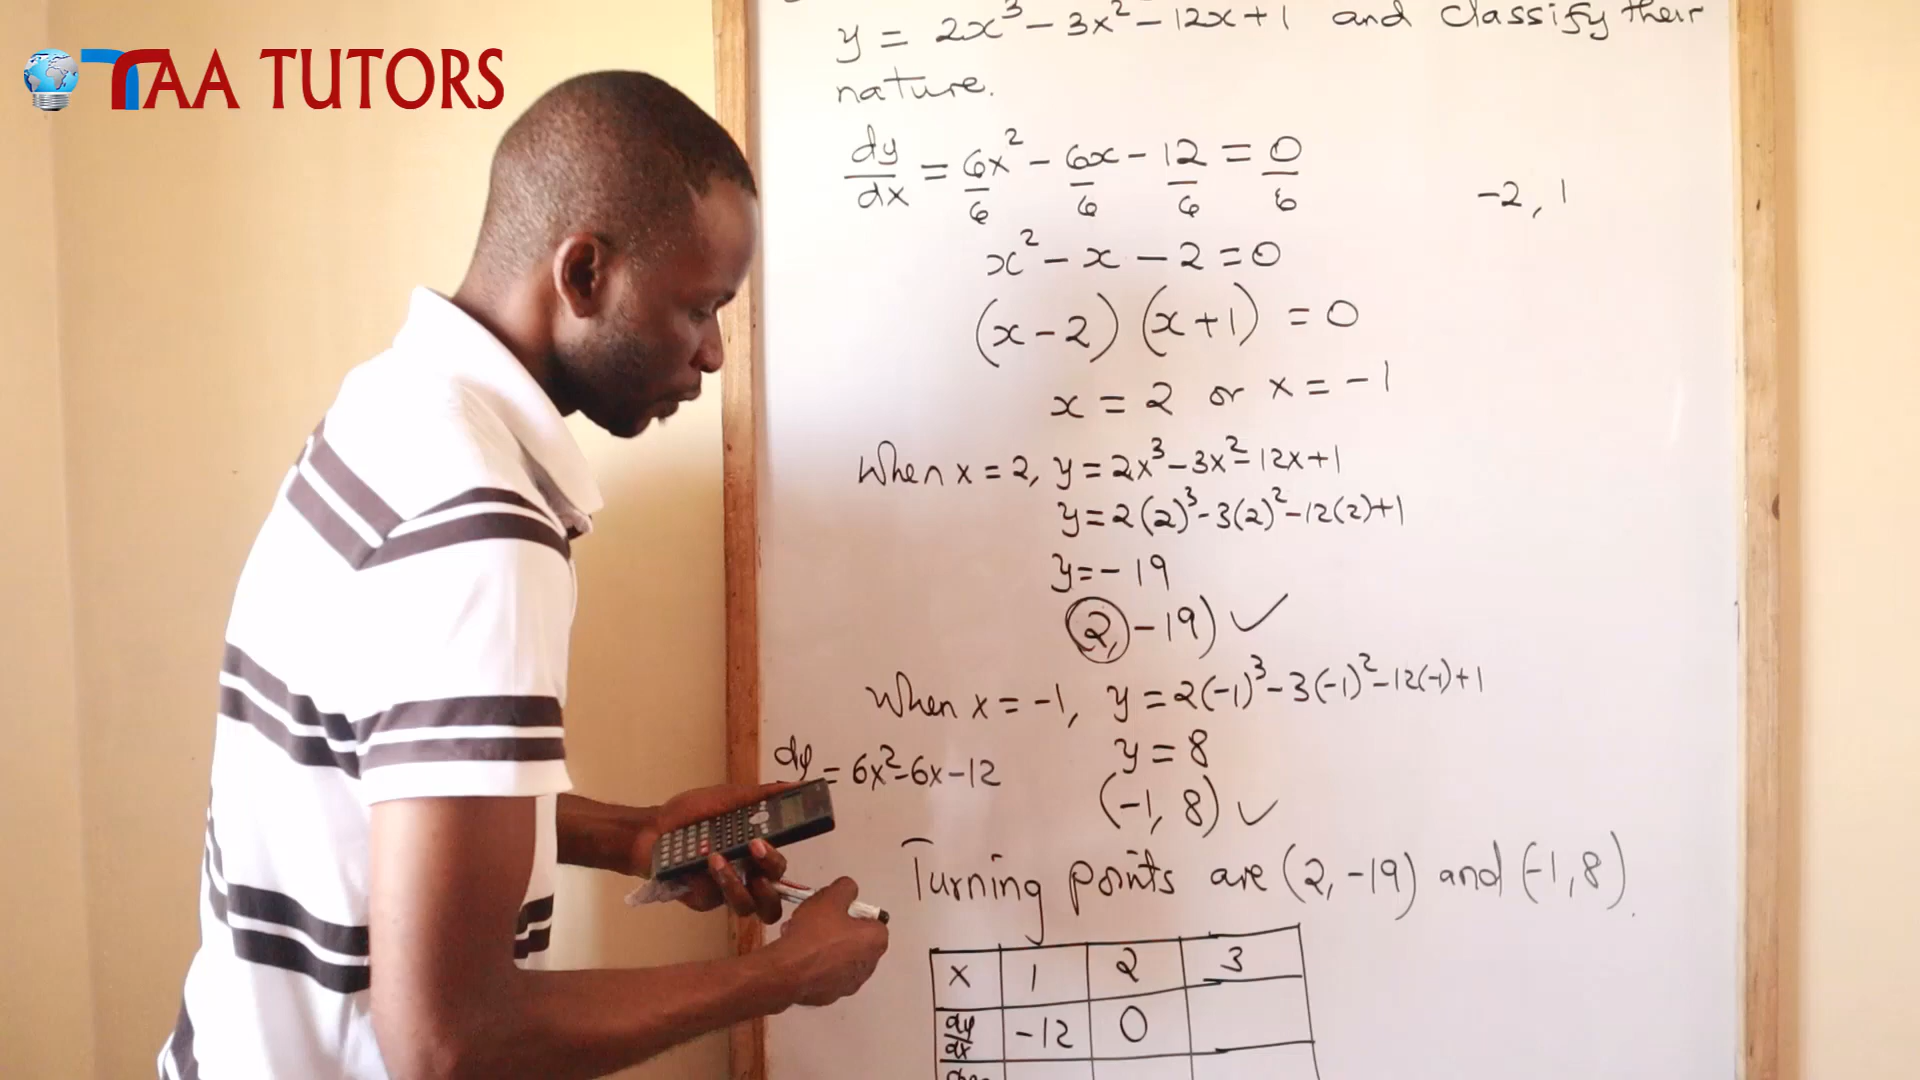 TAA TUTORS
y = 2x³ - 3x² - 12x + 1 and classify their
nature.
dy/dx = 6x²/6 - 6x/6 - 12/6 = 0/6
-2, 1
x² - x - 2 = 0
(x - 2) (x + 1) = 0
x = 2 or x = -1
When x = 2, y = 2x³ - 3x² - 12x + 1
y = 2(2)³ - 3(2)² - 12(2) + 1
y = -19
(2, -19) ✓
When x = -1, y = 2(-1)³ - 3(-1)² - 12(-1) + 1
y = 8
dy = 6x² - 6x - 12
(-1, 8) ✓
Turning points are (2, -19) and (-1, 8).
x 1 2 3
dy/dx -12 0